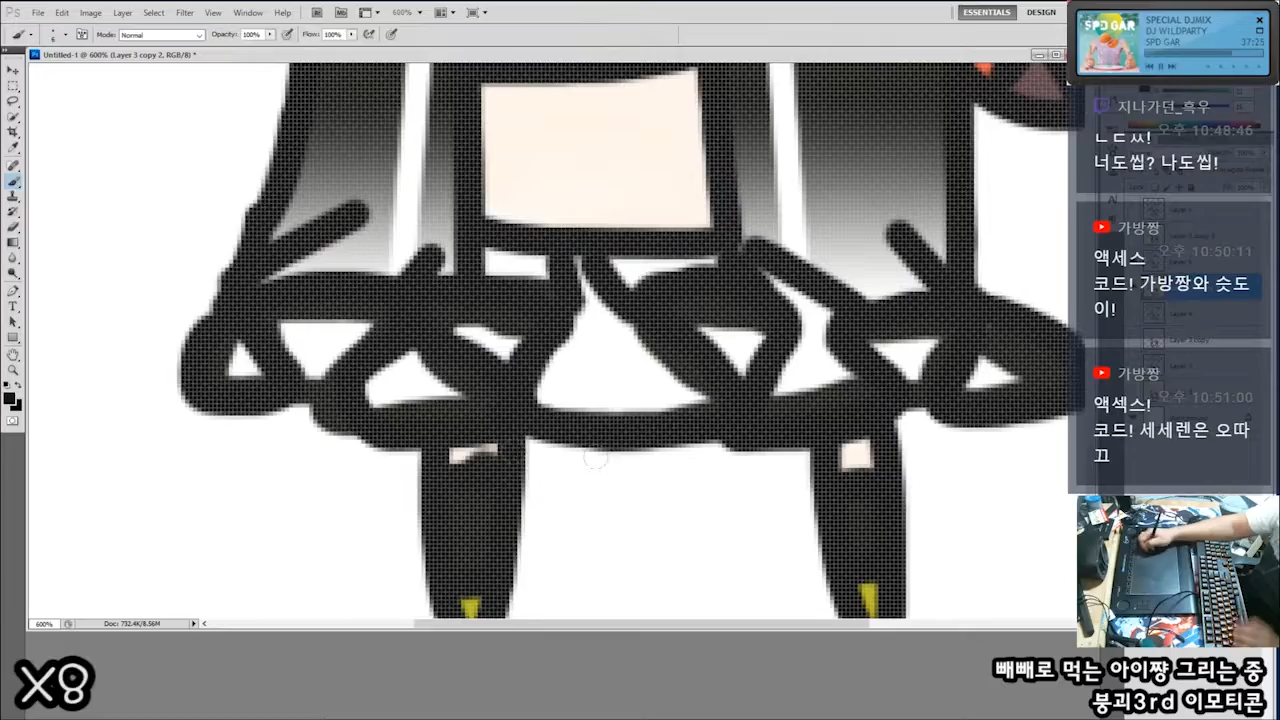 PS File Edit Image Layer Select Filter View Window Help 600% ESSENTIALS DESIGN
Mode: Normal Opacity: 100% Flow: 100%
Untitled-1 @ 600% (Layer 3 copy 2, RGB/8) *
600% Doc: 732.4K/8.56M
SPD GAR
SPECIAL DJMIX
DJ WILDPARTY
SPD GAR
37:25
지나가던_흑우
오후 10:48:46
ㄴㄷㅆ!
너도씹? 나도씹!
가방짱
오후 10:50:11
액세스
코드! 가방짱와 슷도
이!
가방짱
오후 10:51:00
액섹스!
코드! 세세렌은 오따
끄
X8
빼빼로 먹는 아이쨩 그리는 중
붕괴3rd 이모티콘